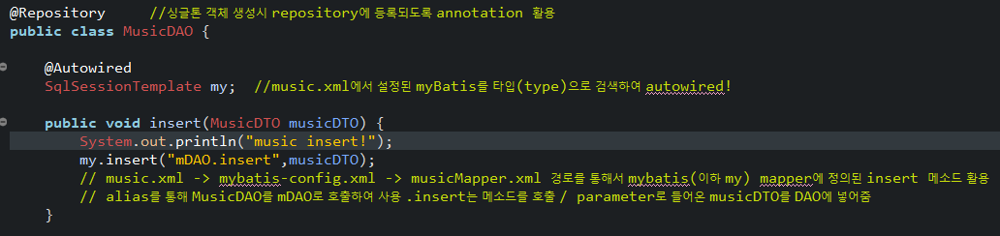 @Repository //싱글톤 객체 생성시 repository에 등록되도록 annotation 활용
public class MusicDAO {
@Autowired
SqlSessionTemplate my; //music.xml에서 설정된 myBatis를 타입(type)으로 검색하여 autowired!
public void insert(MusicDTO musicDTO) {
System.out.println("music insert!");
my.insert("mDAO.insert",musicDTO);
// music.xml -> mybatis-config.xml -> musicMapper.xml 경로를 통해서 mybatis(이하 my) mapper에 정의된 insert 메소드 활용
// alias를 통해 MusicDAO를 mDAO로 호출하여 사용 .insert는 메소드를 호출 / parameter로 들어온 musicDTO를 DAO에 넣어줌
}